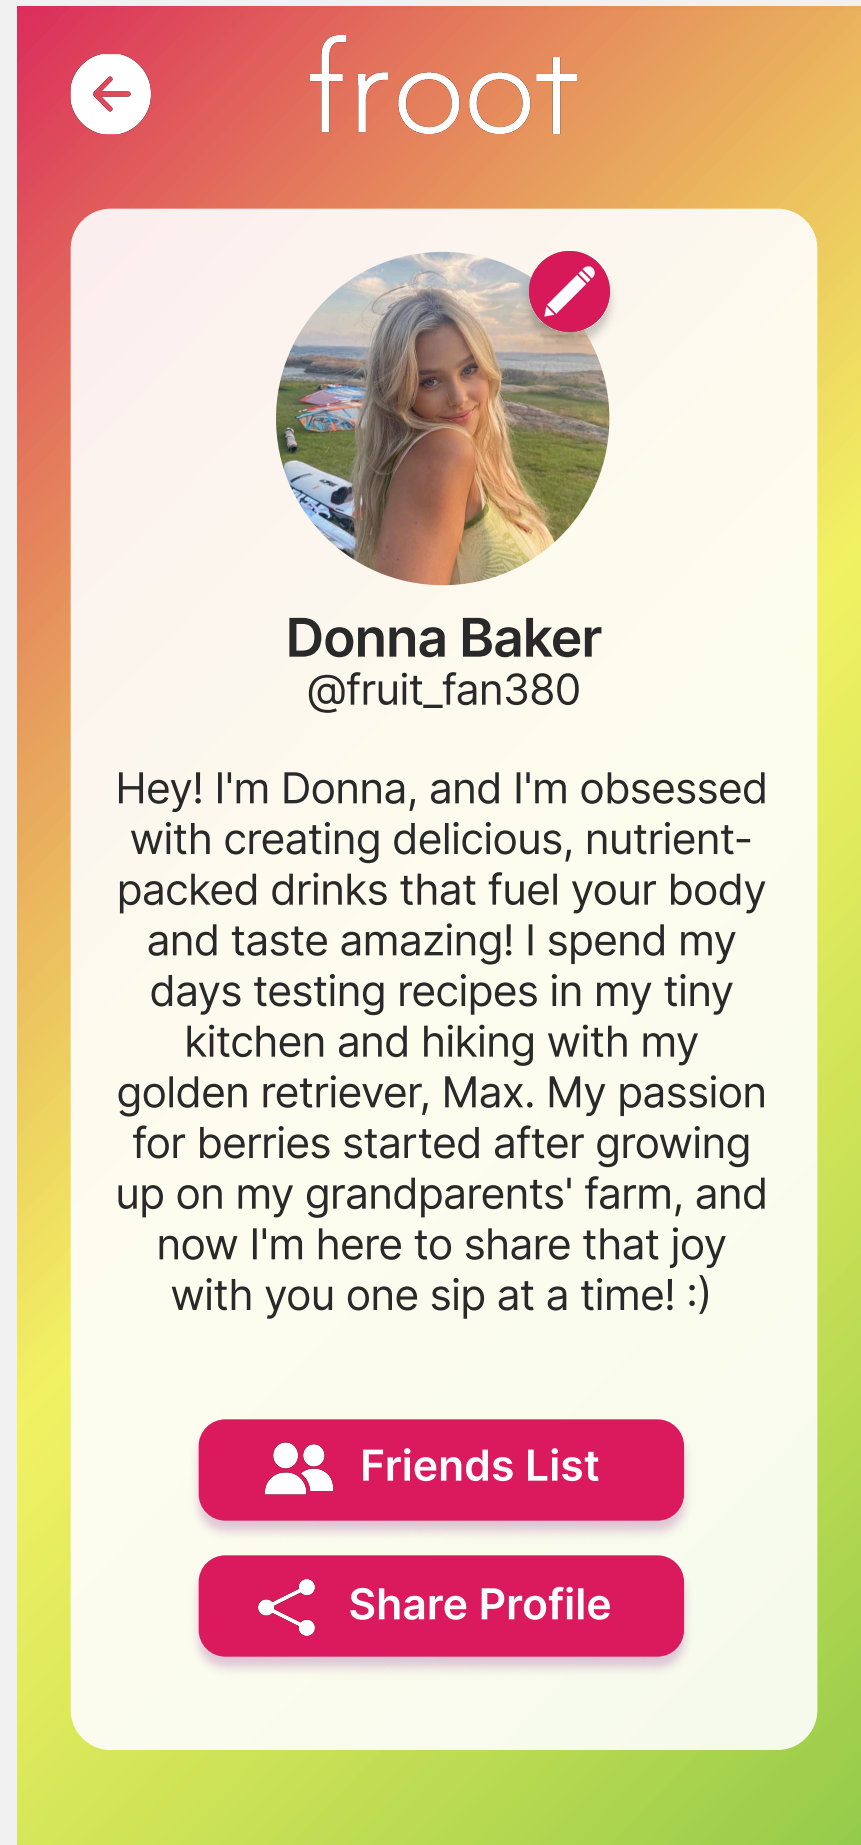 froot
Donna Baker
@fruit_fan380
Hey! I'm Donna, and I'm obsessed
with creating delicious, nutrient-
packed drinks that fuel your body
and taste amazing! I spend my
days testing recipes in my tiny
kitchen and hiking with my
golden retriever, Max. My passion
for berries started after growing
up on my grandparents' farm, and
now I'm here to share that joy
with you one sip at a time! :)
Friends List
Share Profile